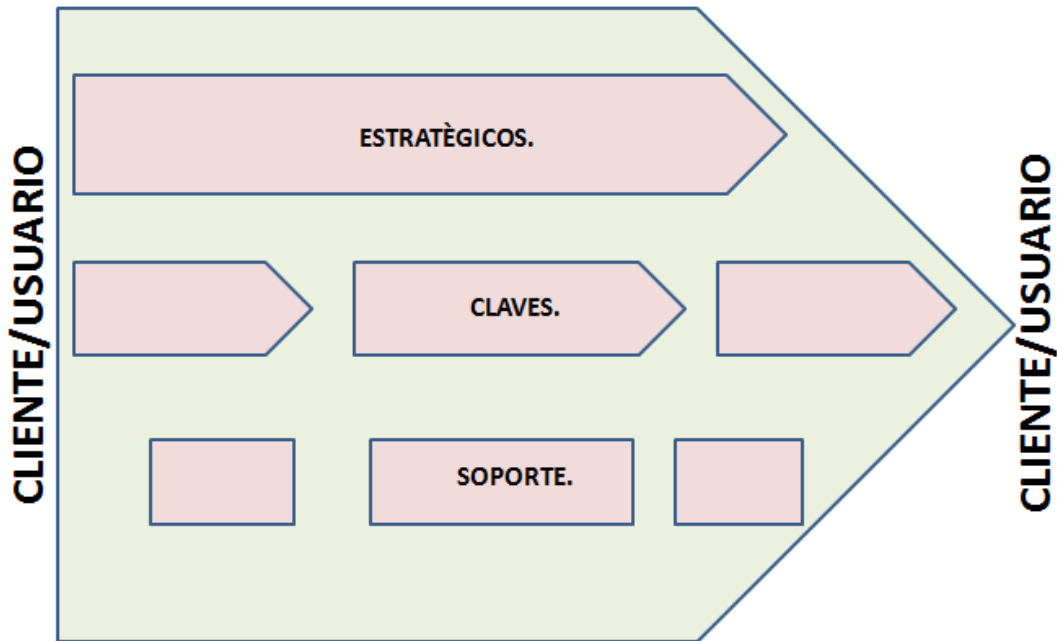 CLIENTE/USUARIO
ESTRATÈGICOS.
CLAVES.
SOPORTE.
CLIENTE/USUARIO